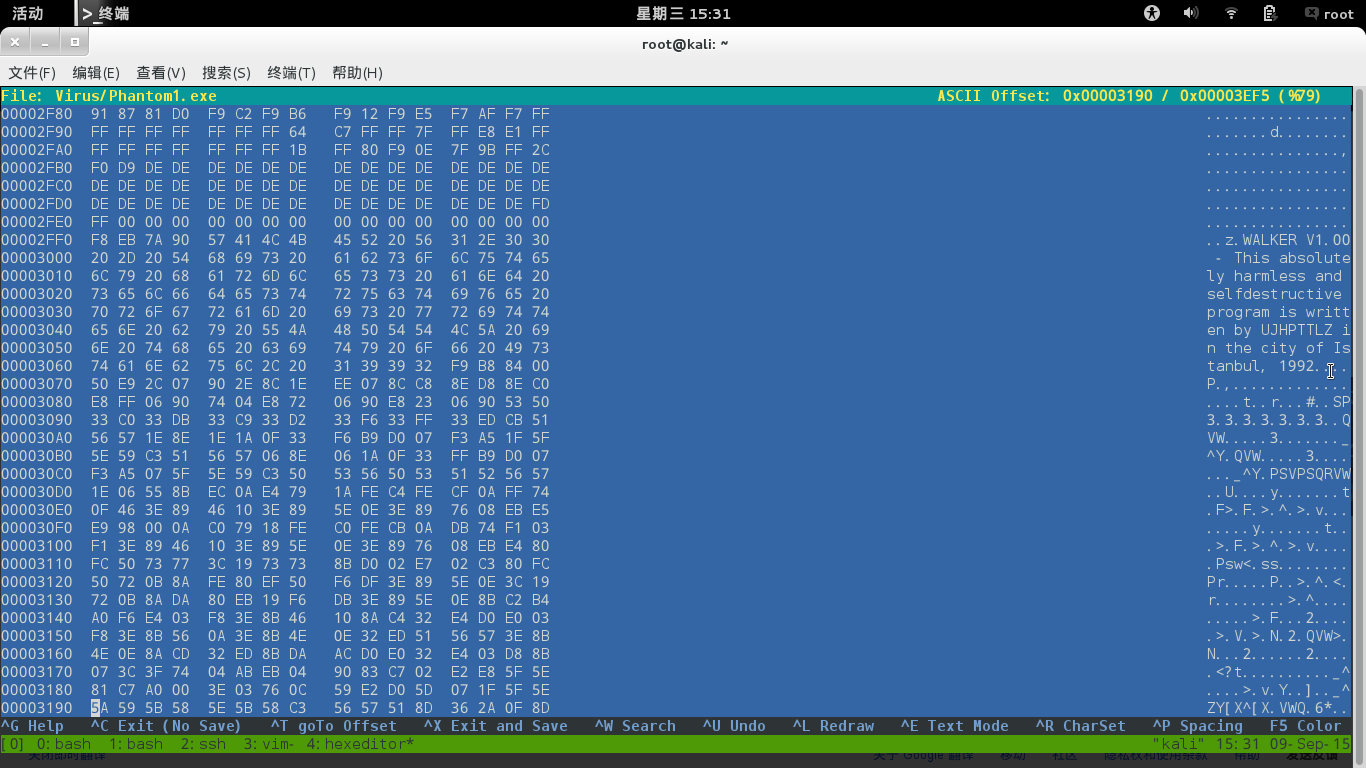 活动 终端 星期三 15:31 root
root@kali: ~
文件(F) 编辑(E) 查看(V) 搜索(S) 终端(T) 帮助(H)
File: Virus/Phantom1.exe ASCII Offset: 0x00003190 / 0x00003EF5 (%79)
00002F80 91 87 81 D0 F9 C2 F9 B6 F9 12 F9 E5 F7 AF F7 FF ................
00002F90 FF FF FF FF FF FF FF 64 C7 FF FF 7F FF E8 E1 FF .......d........
00002FA0 FF FF FF FF FF FF FF 1B FF 80 F9 0E 7F 9B FF 2C ...............,
00002FB0 F0 D9 DE DE DE DE DE DE DE DE DE DE DE DE DE DE ................
00002FC0 DE DE DE DE DE DE DE DE DE DE DE DE DE DE DE DE ................
00002FD0 DE DE DE DE DE DE DE DE DE DE DE DE DE DE DE FD ................
00002FE0 FF 00 00 00 00 00 00 00 00 00 00 00 00 00 00 00 ................
00002FF0 F8 EB 7A 90 57 41 4C 4B 45 52 20 56 31 2E 30 30 ..z.WALKER V1.00
00003000 20 2D 20 54 68 69 73 20 61 62 73 6F 6C 75 74 65 - This absolute
00003010 6C 79 20 68 61 72 6D 6C 65 73 73 20 61 6E 64 20 ly harmless and
00003020 73 65 6C 66 64 65 73 74 72 75 63 74 69 76 65 20 selfdestructive
00003030 70 72 6F 67 72 61 6D 20 69 73 20 77 72 69 74 74 program is writt
00003040 65 6E 20 62 79 20 55 4A 48 50 54 54 4C 5A 20 69 en by UJHPTTLZ i
00003050 6E 20 74 68 65 20 63 69 74 79 20 6F 66 20 49 73 n the city of Is
00003060 74 61 6E 62 75 6C 2C 20 31 39 39 32 F9 B8 84 00 tanbul, 1992....
00003070 50 E9 2C 07 90 2E 8C 1E EE 07 8C C8 8E D8 8E C0 P.,.............
00003080 E8 FF 06 90 74 04 E8 72 06 90 E8 23 06 90 53 50 ....t..r...#..SP
00003090 33 C0 33 DB 33 C9 33 D2 33 F6 33 FF 33 ED CB 51 3.3.3.3.3.3.3..Q
000030A0 56 57 1E 8E 1E 1A 0F 33 F6 B9 D0 07 F3 A5 1F 5F VW.....3......._
000030B0 5E 59 C3 51 56 57 06 8E 06 1A 0F 33 FF B9 D0 07 ^Y.QVW.....3....
000030C0 F3 A5 07 5F 5E 59 C3 50 53 56 50 53 51 52 56 57 ..._^Y.PSVPSQRVW
000030D0 1E 06 55 8B EC 0A E4 79 1A FE C4 FE CF 0A FF 74 ..U....y.......t
000030E0 0F 46 3E 89 46 10 3E 89 5E 0E 3E 89 76 08 EB E5 .F>.F.>.^.>.v...
000030F0 E9 98 00 0A C0 79 18 FE C0 FE CB 0A DB 74 F1 03 .....y.......t..
00003100 F1 3E 89 46 10 3E 89 5E 0E 3E 89 76 08 EB E4 80 .>.F.>.^.>.v....
00003110 FC 50 73 77 3C 19 73 73 8B D0 02 E7 02 C3 80 FC .Psw<.ss........
00003120 50 72 0B 8A FE 80 EF 50 F6 DF 3E 89 5E 0E 3C 19 Pr.....P..>.^.<.
00003130 72 0B 8A DA 80 EB 19 F6 DB 3E 89 5E 0E 8B C2 B4 r........>.^....
00003140 A0 F6 E4 03 F8 3E 8B 46 10 8A C4 32 E4 D0 E0 03 .....>.F...2....
00003150 F8 3E 8B 56 0A 3E 8B 4E 0E 32 ED 51 56 57 3E 8B .>.V.>.N.2.QVW>.
00003160 4E 0E 8A CD 32 ED 8B DA AC D0 E0 32 E4 03 D8 8B N...2......2....
00003170 07 3C 3F 74 04 AB EB 04 90 83 C7 02 E2 E8 5F 5E .<?t.........._^
00003180 81 C7 A0 00 3E 03 76 0C 59 E2 D0 5D 07 1F 5F 5E ....>.v.Y..].._^
00003190 5A 59 5B 58 5E 5B 58 C3 56 57 51 8D 36 2A 0F 8D ZY[X^[X.VWQ.6*..
^G Help ^C Exit (No Save) ^T goTo Offset ^X Exit and Save ^W Search ^U Undo ^L Redraw ^E Text Mode ^R CharSet ^P Spacing F5 Color
[0] 0:bash 1:bash 2:ssh 3:vim- 4:hexeditor* "kali" 15:31 09-Sep-15
关闭即时翻译 关于 Google 翻译 移动 社区 隐私权和使用条款 帮助 发送反馈